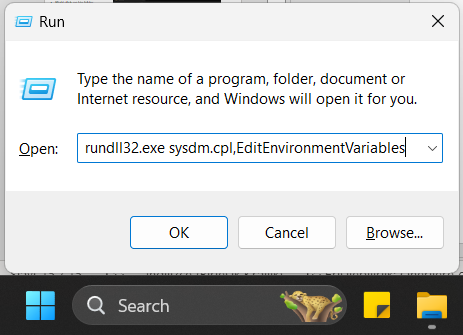 Run
Type the name of a program, folder, document or
Internet resource, and Windows will open it for you.
Open:
rundll32.exe sysdm.cpl,EditEnvironmentVariables
OK
Cancel
Browse...
Search